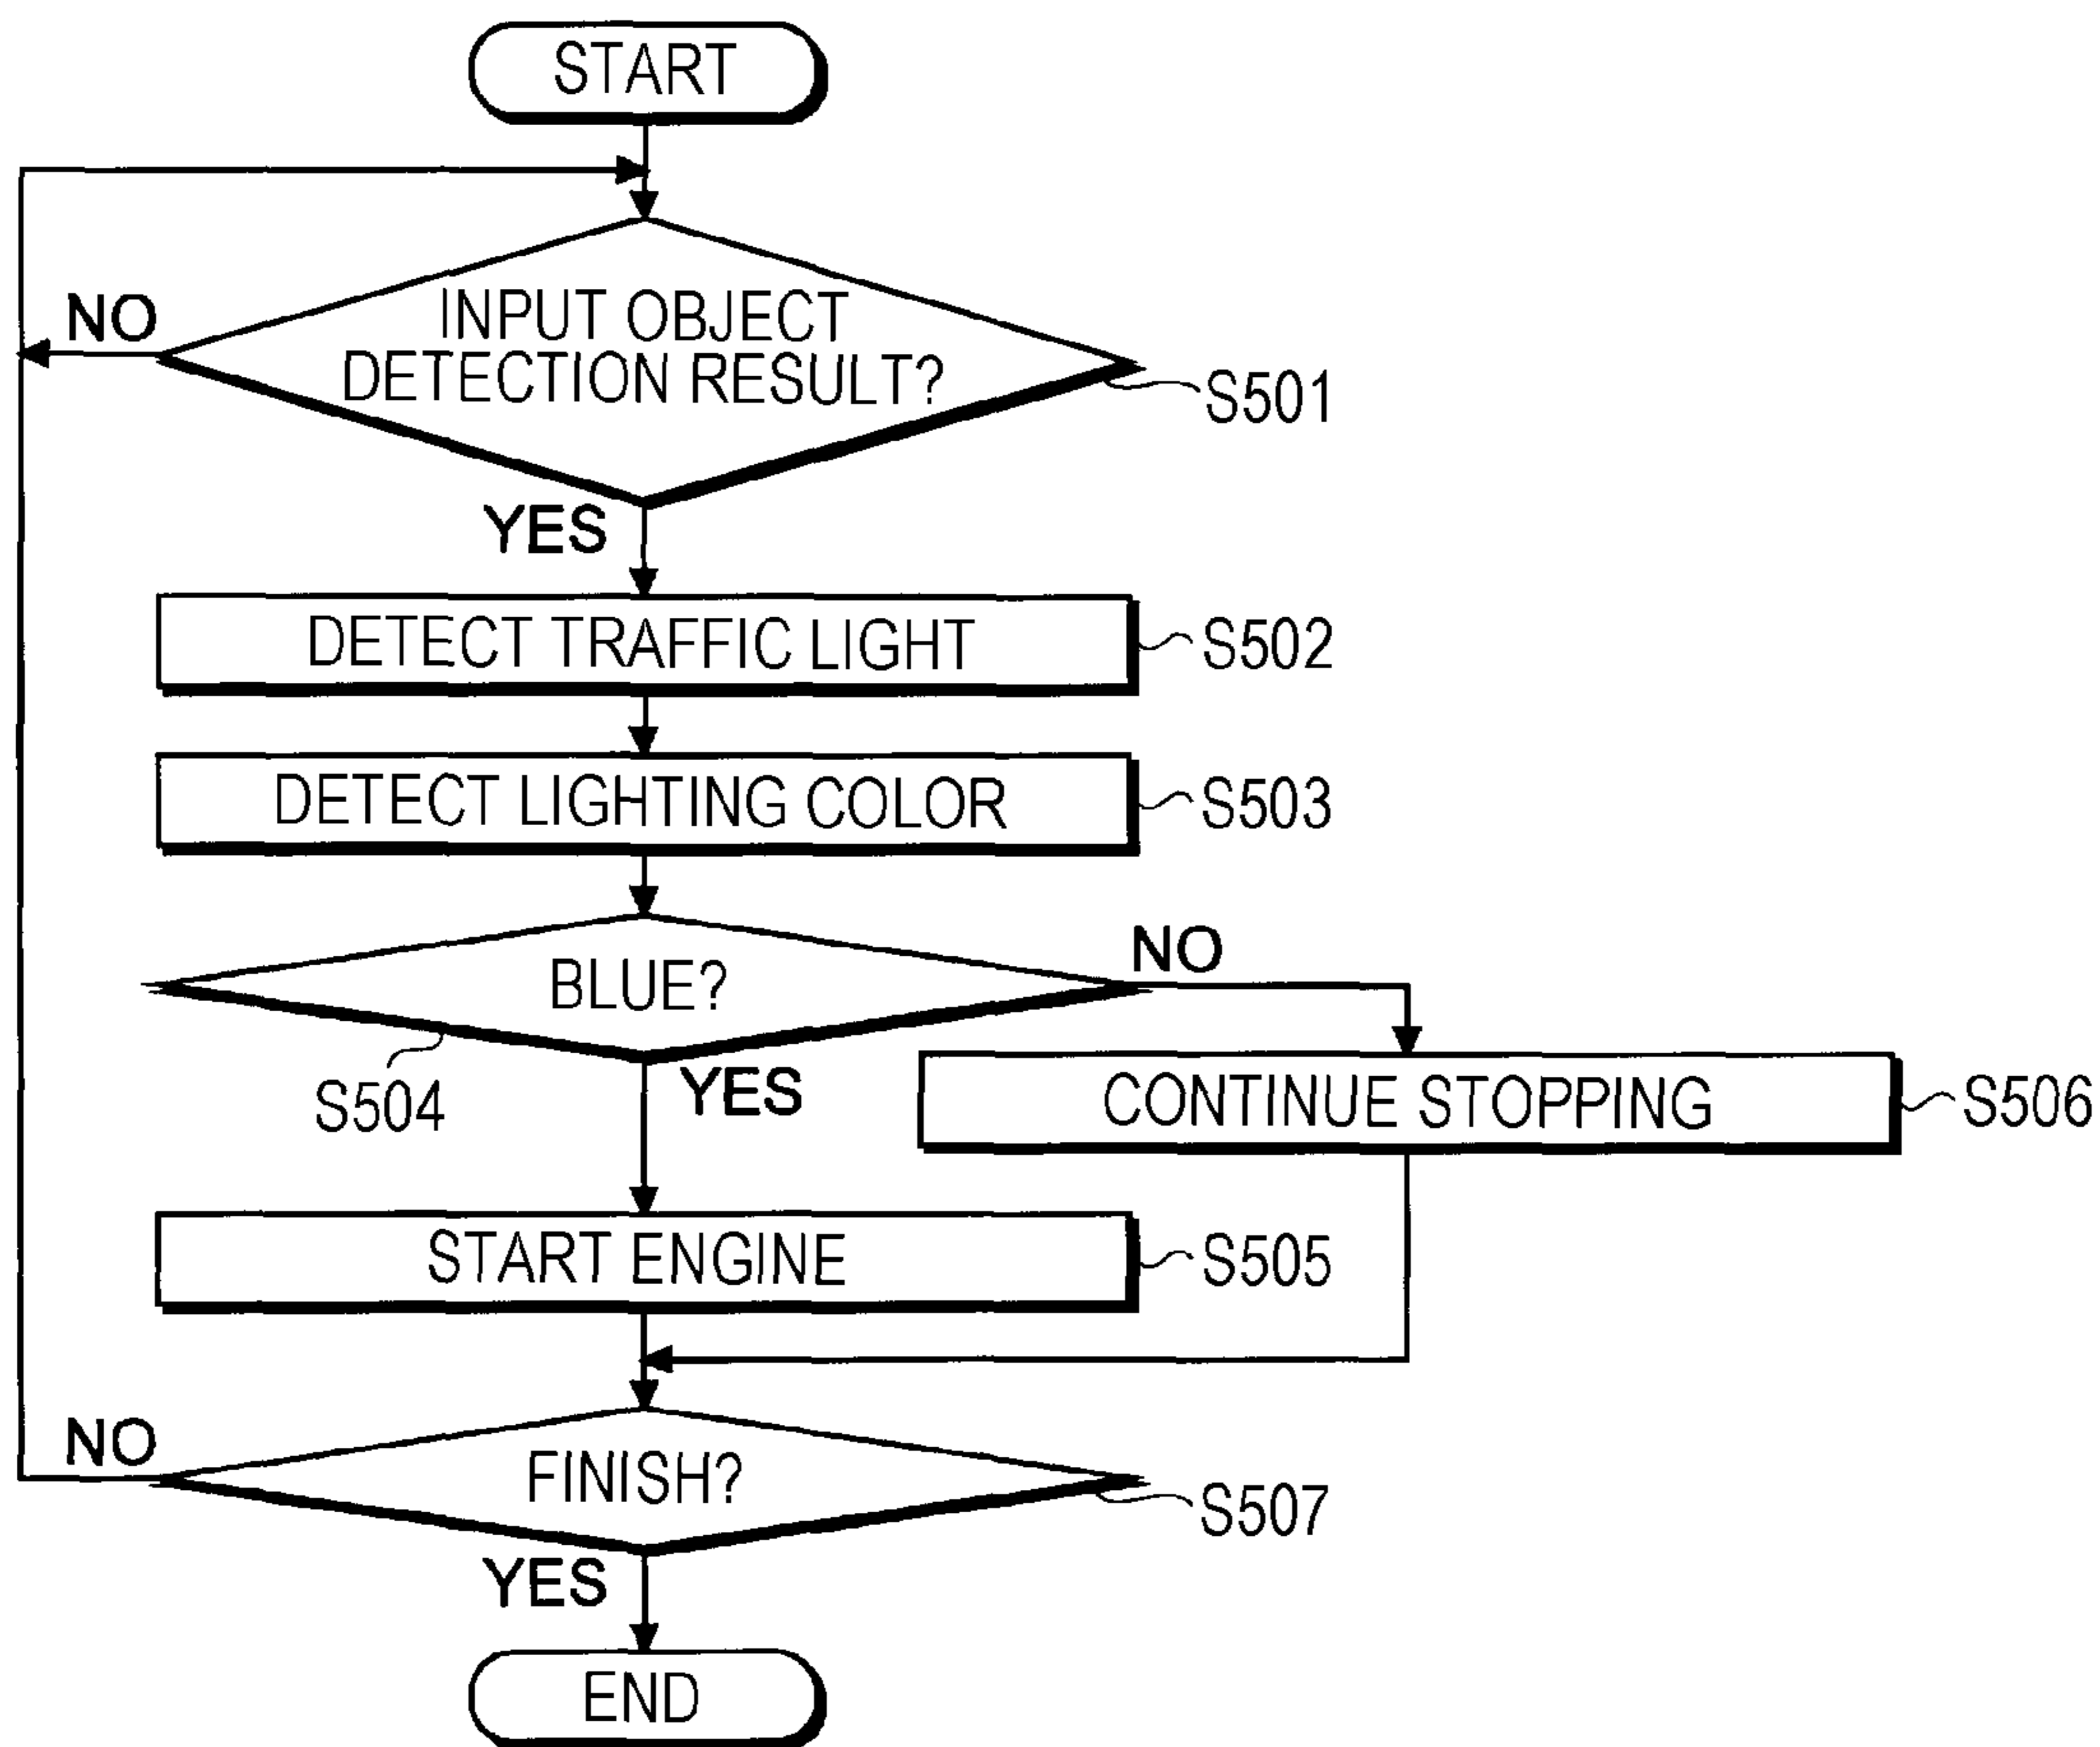 START
INPUT OBJECT
DETECTION RESULT?
NO
S501
YES
DETECT TRAFFIC LIGHT
S502
DETECT LIGHTING COLOR
S503
BLUE?
NO
S504
YES
CONTINUE STOPPING
S506
START ENGINE
S505
NO
FINISH?
S507
YES
END